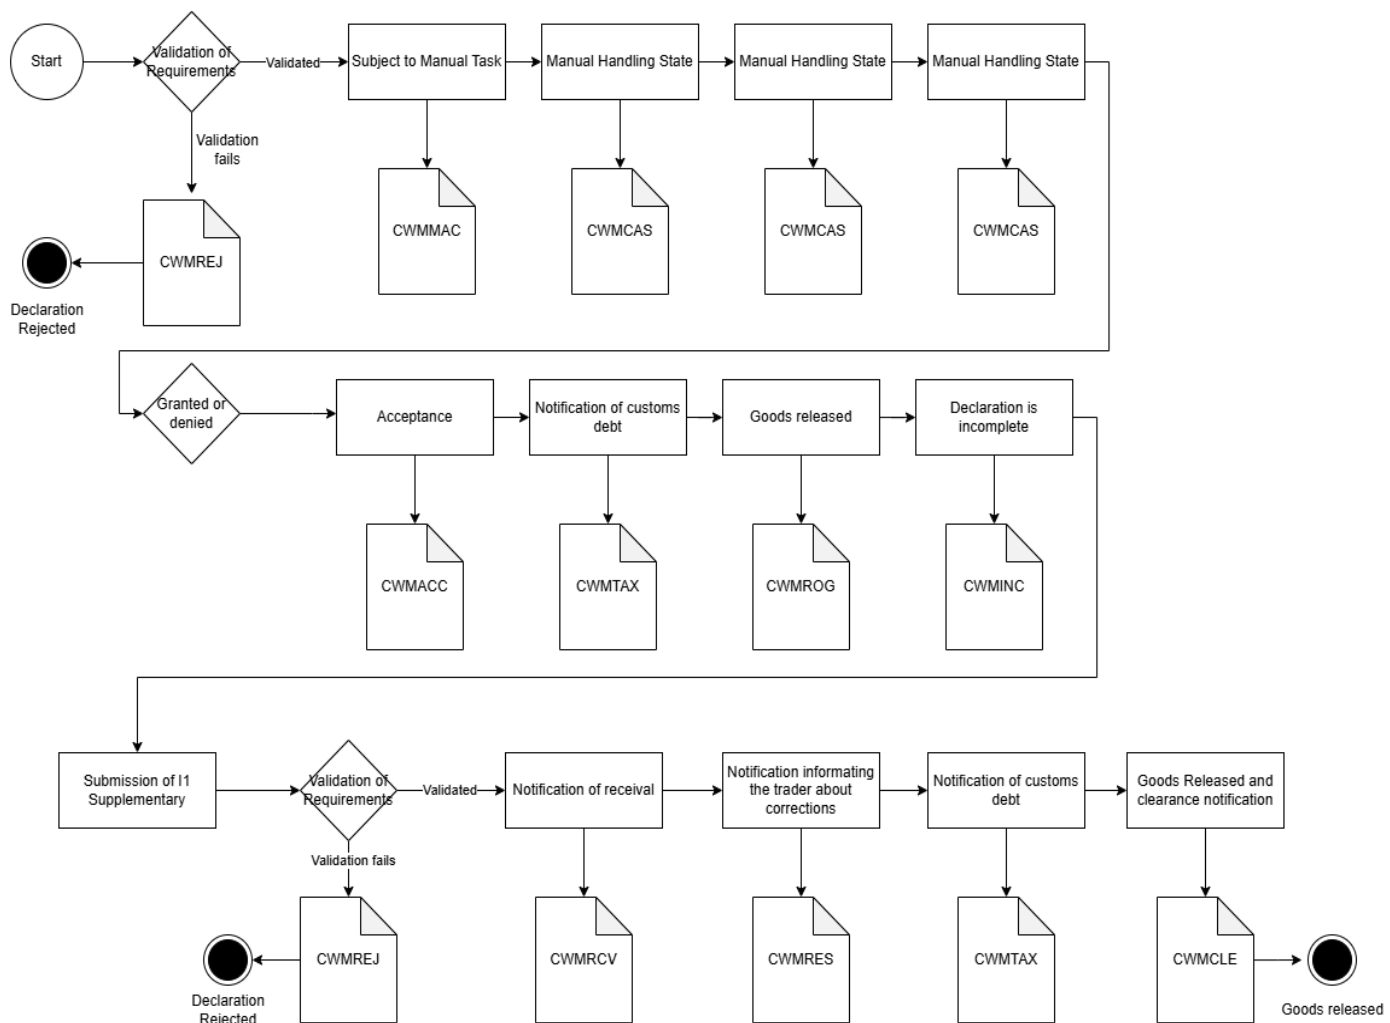 Start
Validation of
Requirements
Validated
Subject to Manual Task
Manual Handling State
Manual Handling State
Manual Handling State
Validation
fails
CWMMAC
CWMCAS
CWMCAS
CWMCAS
CWMREJ
Declaration
Rejected
Granted or
denied
Acceptance
Notification of customs
debt
Goods released
Declaration is
incomplete
CWMACC
CWMTAX
CWMROG
CWMINC
Submission of I1
Supplementary
Validation of
Requirements
Validated
Notification of receival
Notification informating
the trader about
corrections
Notification of customs
debt
Goods Released and
clearance notification
Validation fails
CWMREJ
CWMRCV
CWMRES
CWMTAX
CWMCLE
Declaration
Rejected
Goods released